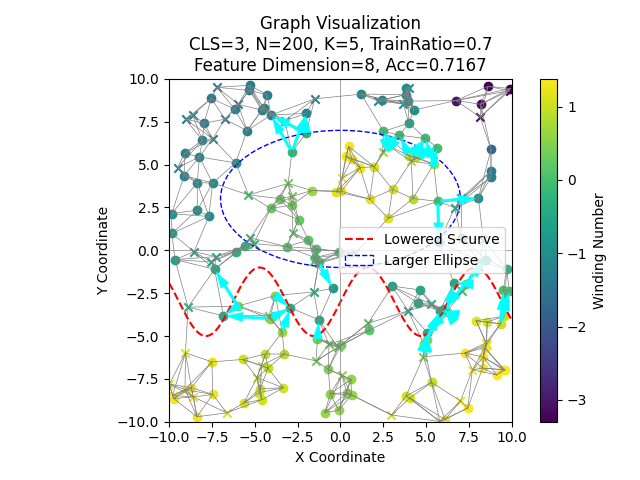 Graph Visualization
CLS=3, N=200, K=5, TrainRatio=0.7
Feature Dimension=8, Acc=0.7167
10.0
7.5
5.0
2.5
0.0
−2.5
−5.0
−7.5
−10.0
Y Coordinate
−10.0 −7.5 −5.0 −2.5 0.0 2.5 5.0 7.5 10.0
X Coordinate
Lowered S-curve
Larger Ellipse
1
0
−1
−2
−3
Winding Number